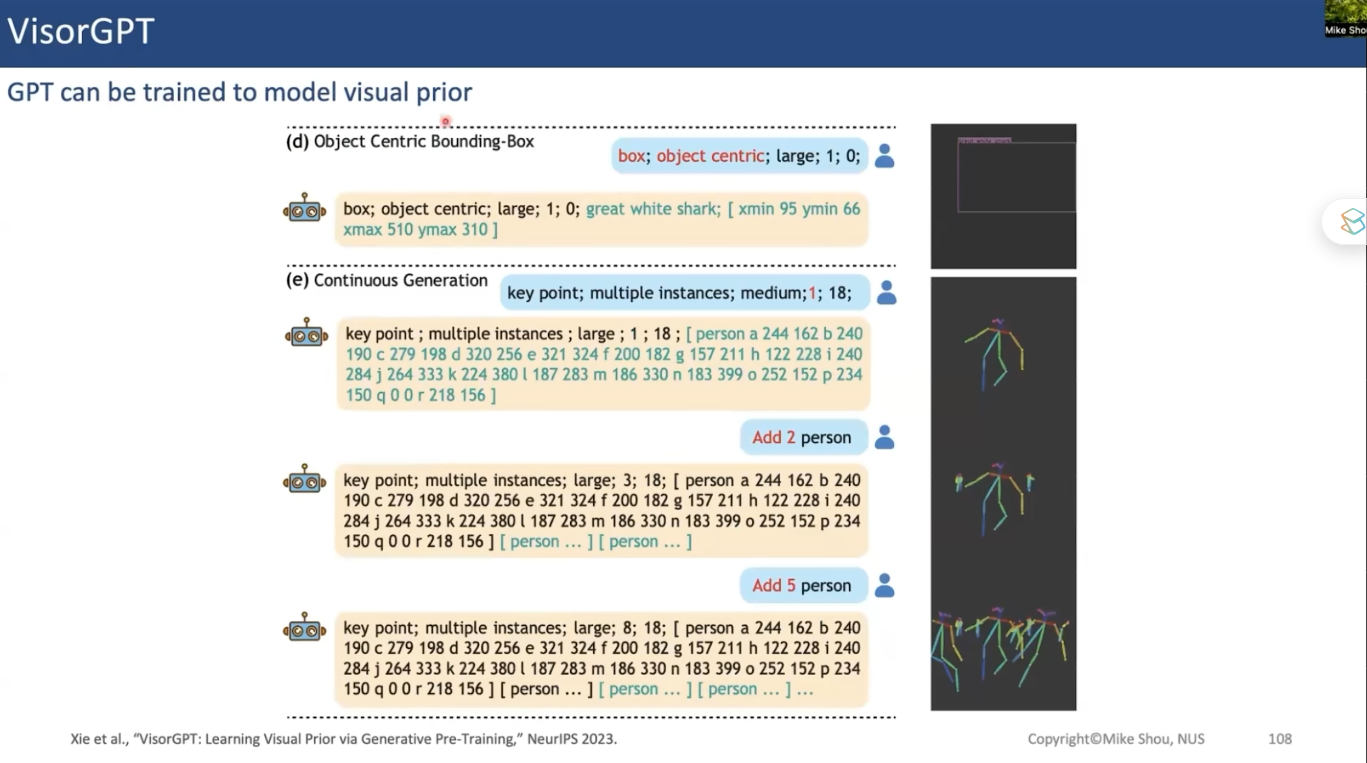 VisorGPT
Mike Sho
GPT can be trained to model visual prior
(d) Object Centric Bounding-Box
box; object centric; large; 1; 0;
box; object centric; large; 1; 0; great white shark; [ xmin 95 ymin 66
xmax 510 ymax 310 ]
(e) Continuous Generation
key point; multiple instances; medium;1; 18;
key point ; multiple instances ; large ; 1 ; 18 ; [ person a 244 162 b 240
190 c 279 198 d 320 256 e 321 324 f 200 182 g 157 211 h 122 228 i 240
284 j 264 333 k 224 380 l 187 283 m 186 330 n 183 399 o 252 152 p 234
150 q 0 0 r 218 156 ]
Add 2 person
key point; multiple instances; large; 3; 18; [ person a 244 162 b 240
190 c 279 198 d 320 256 e 321 324 f 200 182 g 157 211 h 122 228 i 240
284 j 264 333 k 224 380 l 187 283 m 186 330 n 183 399 o 252 152 p 234
150 q 0 0 r 218 156 ] [ person ... ] [ person ... ]
Add 5 person
key point; multiple instances; large; 8; 18; [ person a 244 162 b 240
190 c 279 198 d 320 256 e 321 324 f 200 182 g 157 211 h 122 228 i 240
284 j 264 333 k 224 380 l 187 283 m 186 330 n 183 399 o 252 152 p 234
150 q 0 0 r 218 156 ] [ person ... ] [ person ... ] [ person ... ] ...
Xie et al., “VisorGPT: Learning Visual Prior via Generative Pre-Training,” NeurIPS 2023.
Copyright©Mike Shou, NUS
108